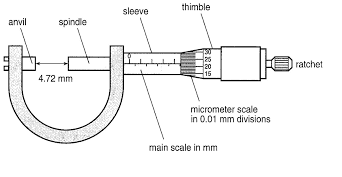 sleeve
thimble
anvil
spindle
0
30
25
20
15
ratchet
4.72 mm
micrometer scale
in 0.01 mm divisions
main scale in mm